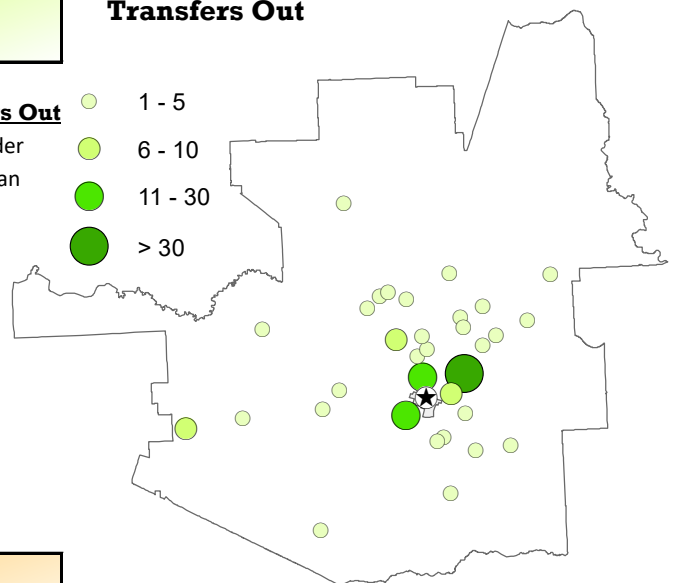 Transfers Out
s Out
der
an
1 - 5
6 - 10
11 - 30
> 30